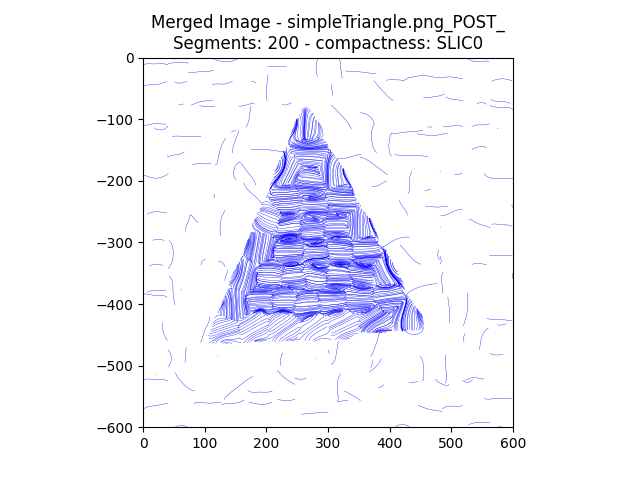 Merged Image - simpleTriangle.png_POST_
Segments: 200 - compactness: SLIC0
0
−100
−200
−300
−400
−500
−600
0 100 200 300 400 500 600